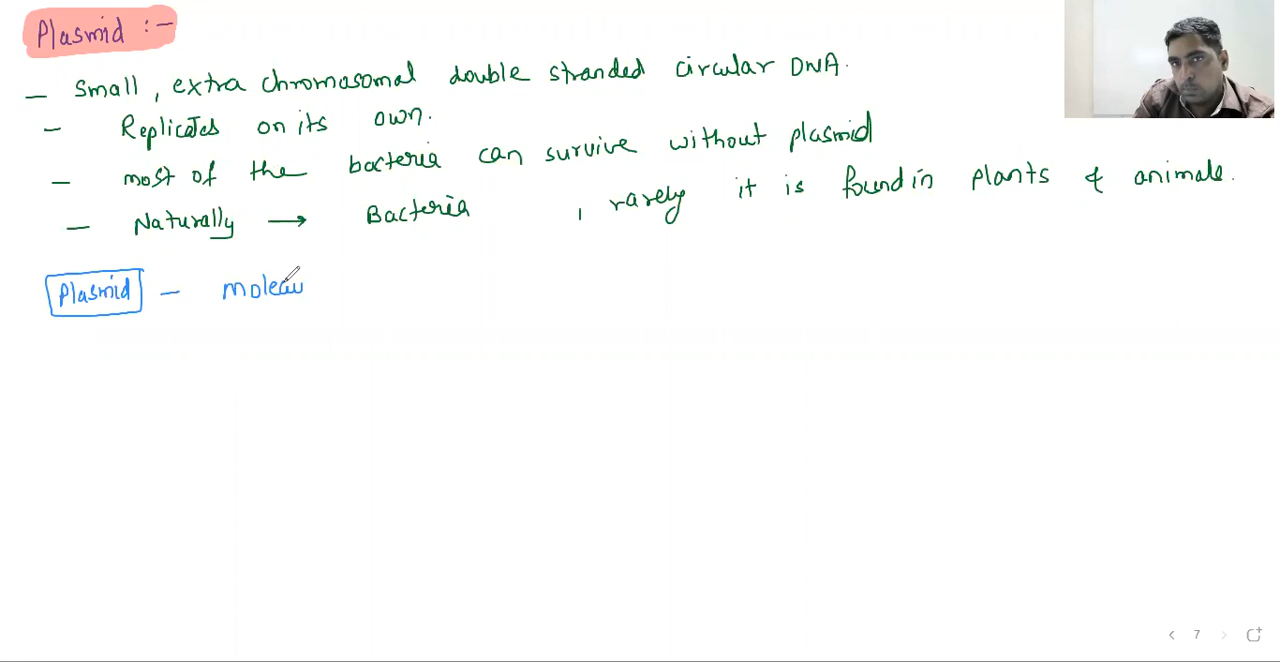 Plasmid :-
— Small, extra chromosomal double stranded circular DNA.
— Replicates on its own.
— most of the bacteria can survive without plasmid
— Naturally → Bacteria , rarely it is found in plants & animals.
Plasmid — molecu
7